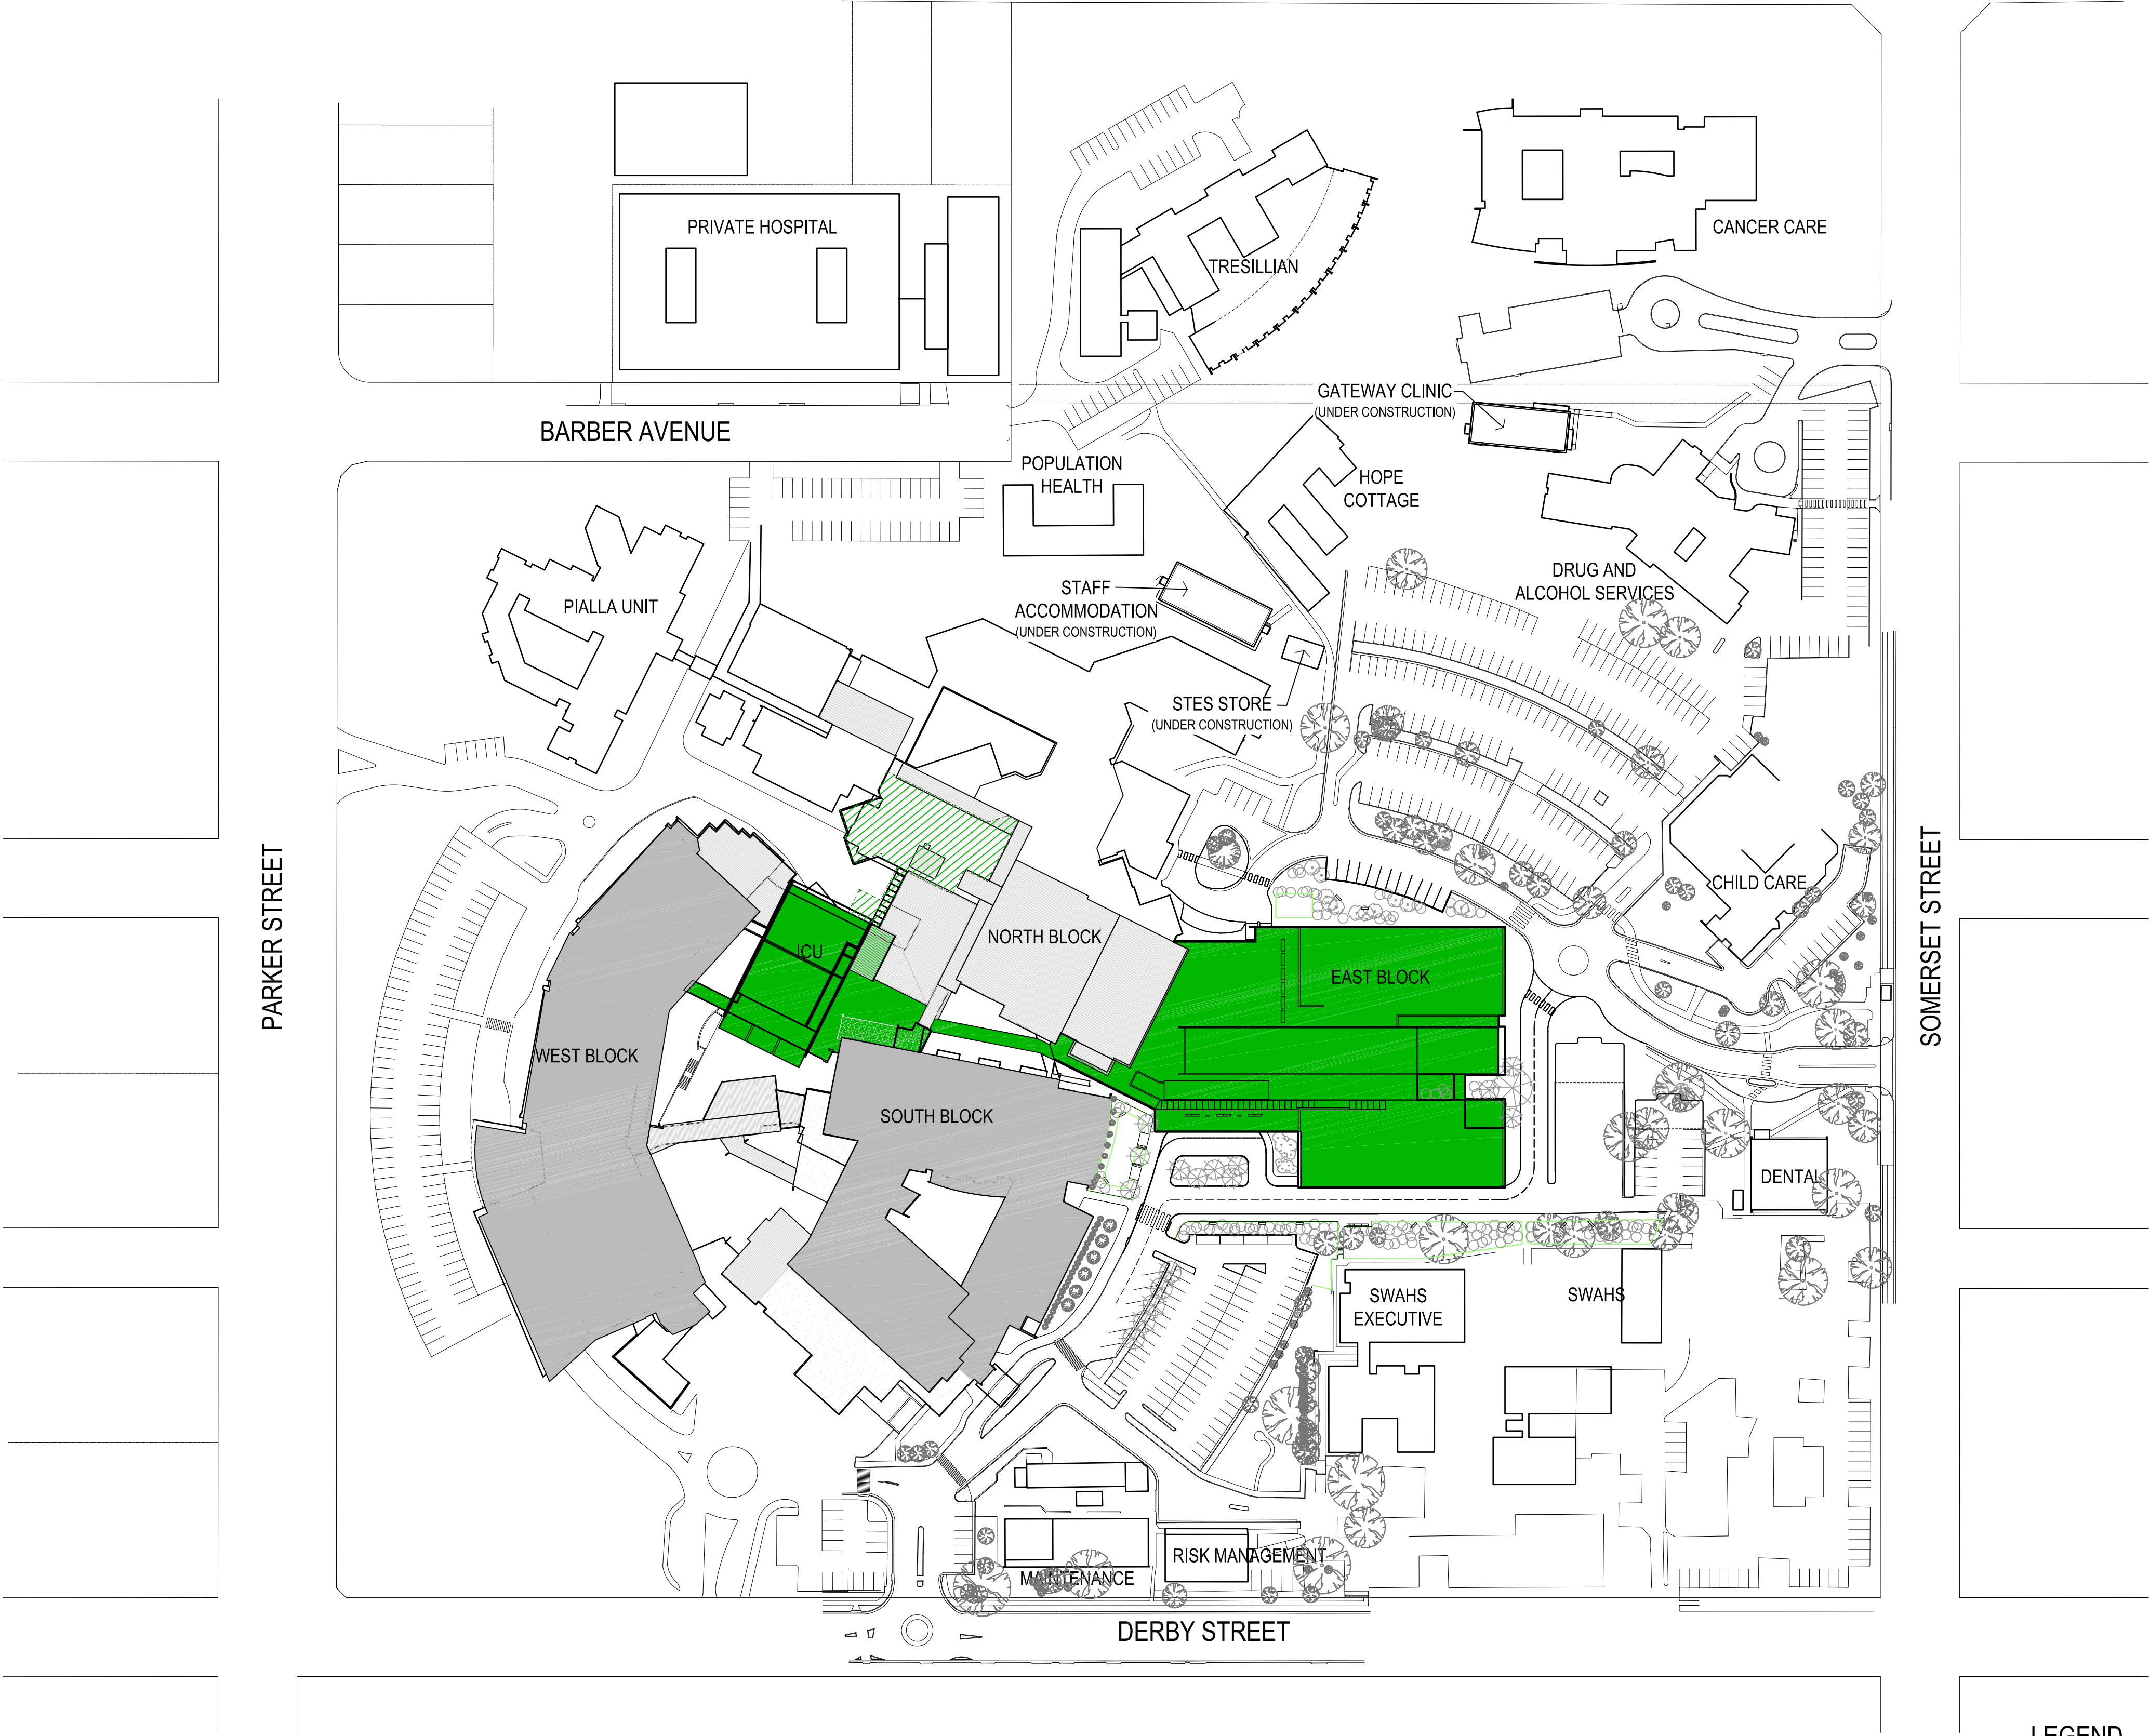 PRIVATE HOSPITAL
CANCER CARE
TRESILLIAN
GATEWAY CLINIC
(UNDER CONSTRUCTION)
BARBER AVENUE
POPULATION
HEALTH
HOPE
COTTAGE
STAFF
ACCOMMODATION
(UNDER CONSTRUCTION)
DRUG AND
ALCOHOL SERVICES
PIALLA UNIT
STES STORE
(UNDER CONSTRUCTION)
PARKER STREET
SOMERSET STREET
CHILD CARE
ICU
NORTH BLOCK
EAST BLOCK
WEST BLOCK
SOUTH BLOCK
DENTAL
SWAHS
EXECUTIVE
SWAHS
RISK MANAGEMENT
MAINTENANCE
DERBY STREET
LEGEND